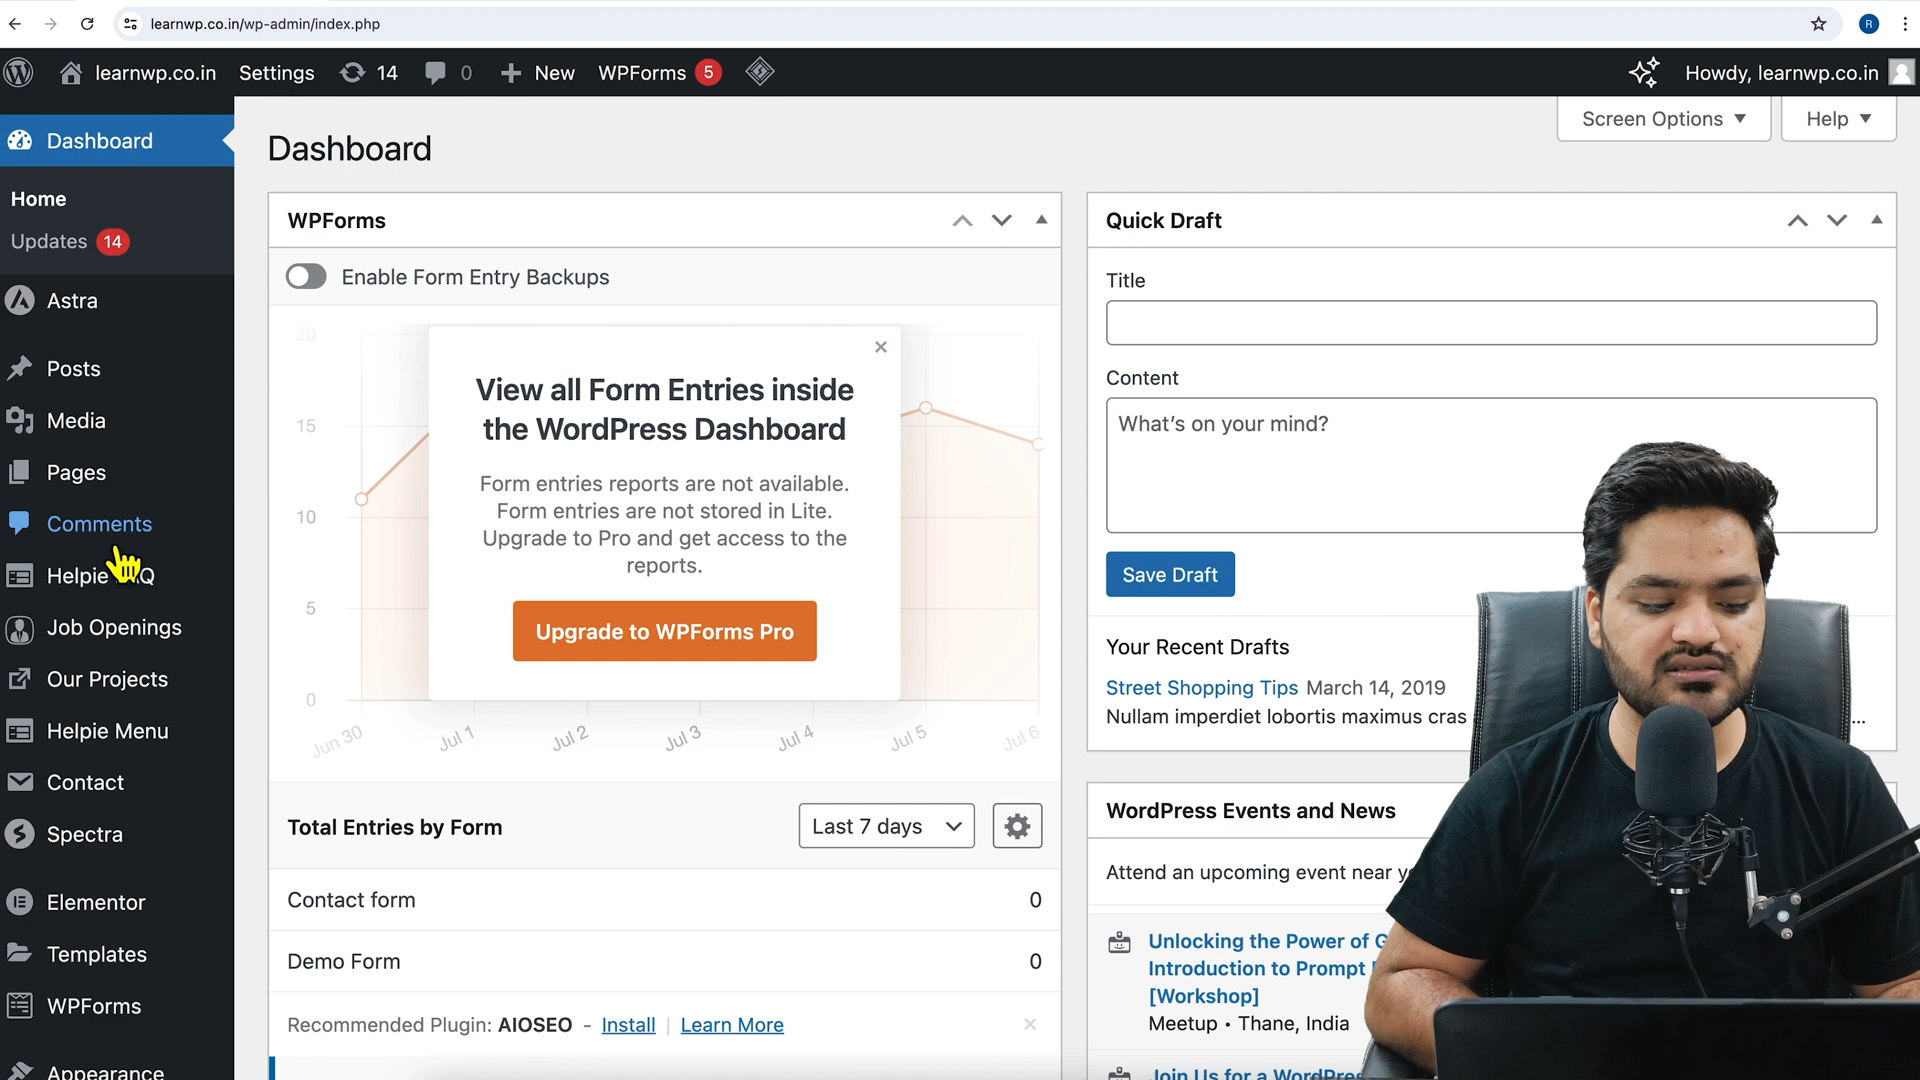 learnwp.co.in/wp-admin/index.php
R
learnwp.co.in Settings 14 0 New WPForms 5
Howdy, learnwp.co.in
Dashboard
Home
Updates 14
Astra
Posts
Media
Pages
Comments
Helpie
Job Openings
Our Projects
Helpie Menu
Contact
Spectra
Elementor
Templates
WPForms
Appearance
Screen Options
Help
Dashboard
WPForms
Enable Form Entry Backups
20
15
10
5
0
View all Form Entries inside
the WordPress Dashboard
Form entries reports are not available.
Form entries are not stored in Lite.
Upgrade to Pro and get access to the
reports.
Upgrade to WPForms Pro
Jun 30
Jul 1
Jul 2
Jul 3
Jul 4
Jul 5
Jul 6
Total Entries by Form
Last 7 days
Contact form 0
Demo Form 0
Recommended Plugin: AIOSEO - Install | Learn More
Quick Draft
Title
Content
What's on your mind?
Save Draft
Your Recent Drafts
Street Shopping Tips March 14, 2019
Nullam imperdiet lobortis maximus cras ...
WordPress Events and News
Attend an upcoming event near
Unlocking the Power of
Introduction to Prompt
[Workshop]
Meetup • Thane, India
Join Us for a